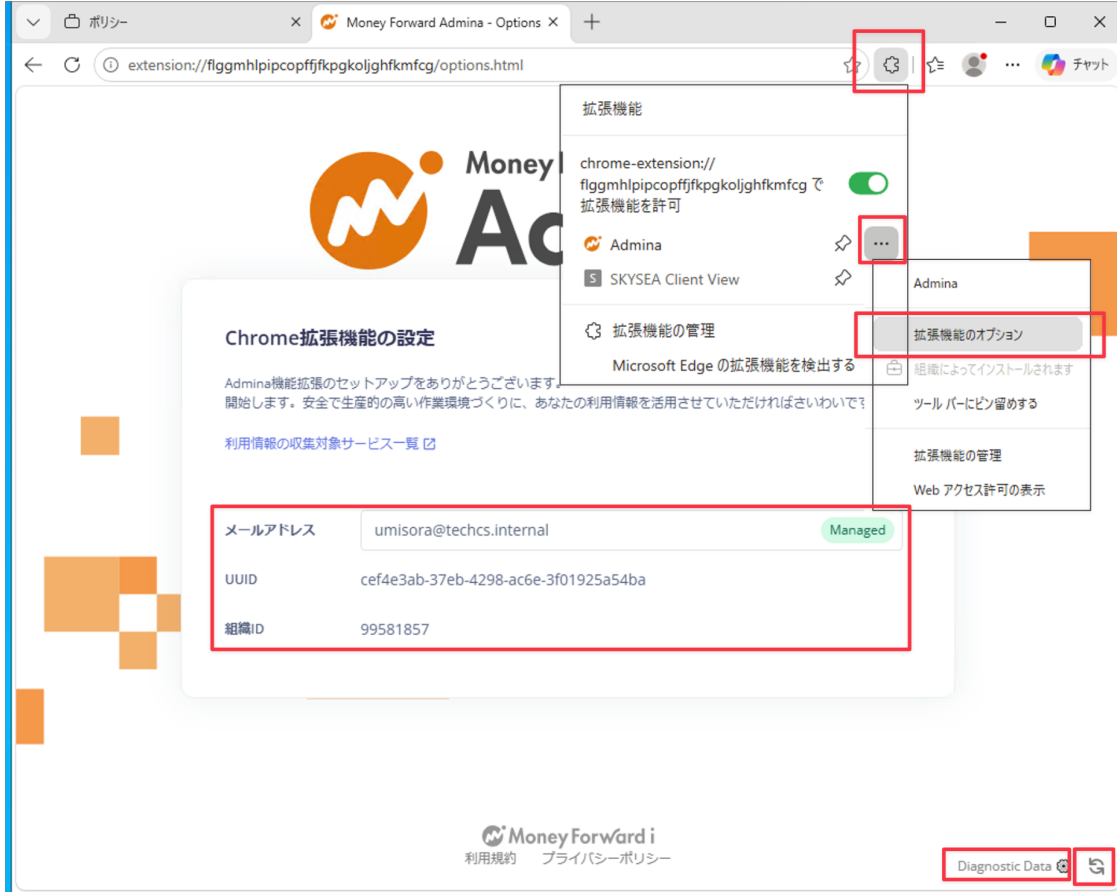 ポリシー
Money Forward Admina - Options
extension://flggmhlpipcopffjfkpgkoljghfkmfcg/options.html
チャット
拡張機能
chrome-extension://
flggmhlpipcopffjfkpgkoljghfkmfcg で
拡張機能を許可
Admina
S SKYSEA Client View
拡張機能の管理
Microsoft Edge の拡張機能を検出する
Admina
拡張機能のオプション
組織によってインストールされます
ツール バーにピン留めする
拡張機能の管理
Web アクセス許可の表示
Money
Ad
Chrome拡張機能の設定
Admina機能拡張のセットアップをありがとうございます。
開始します。安全で生産的の高い作業環境づくりに、あなたの利用情報を活用させていただければさいわいです
利用情報の収集対象サービス一覧
メールアドレス umisora@techcs.internal Managed
UUID cef4e3ab-37eb-4298-ac6e-3f01925a54ba
組織ID 99581857
Money Forward i
利用規約 プライバシーポリシー
Diagnostic Data